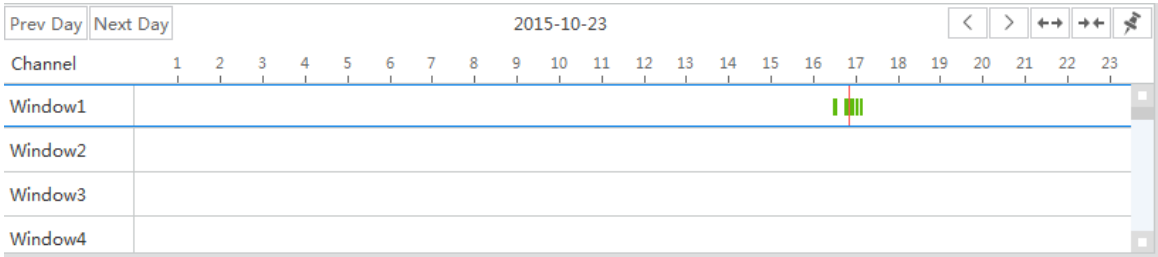 Prev Day Next Day 2015-10-23
Channel 1 2 3 4 5 6 7 8 9 10 11 12 13 14 15 16 17 18 19 20 21 22 23
Window1
Window2
Window3
Window4